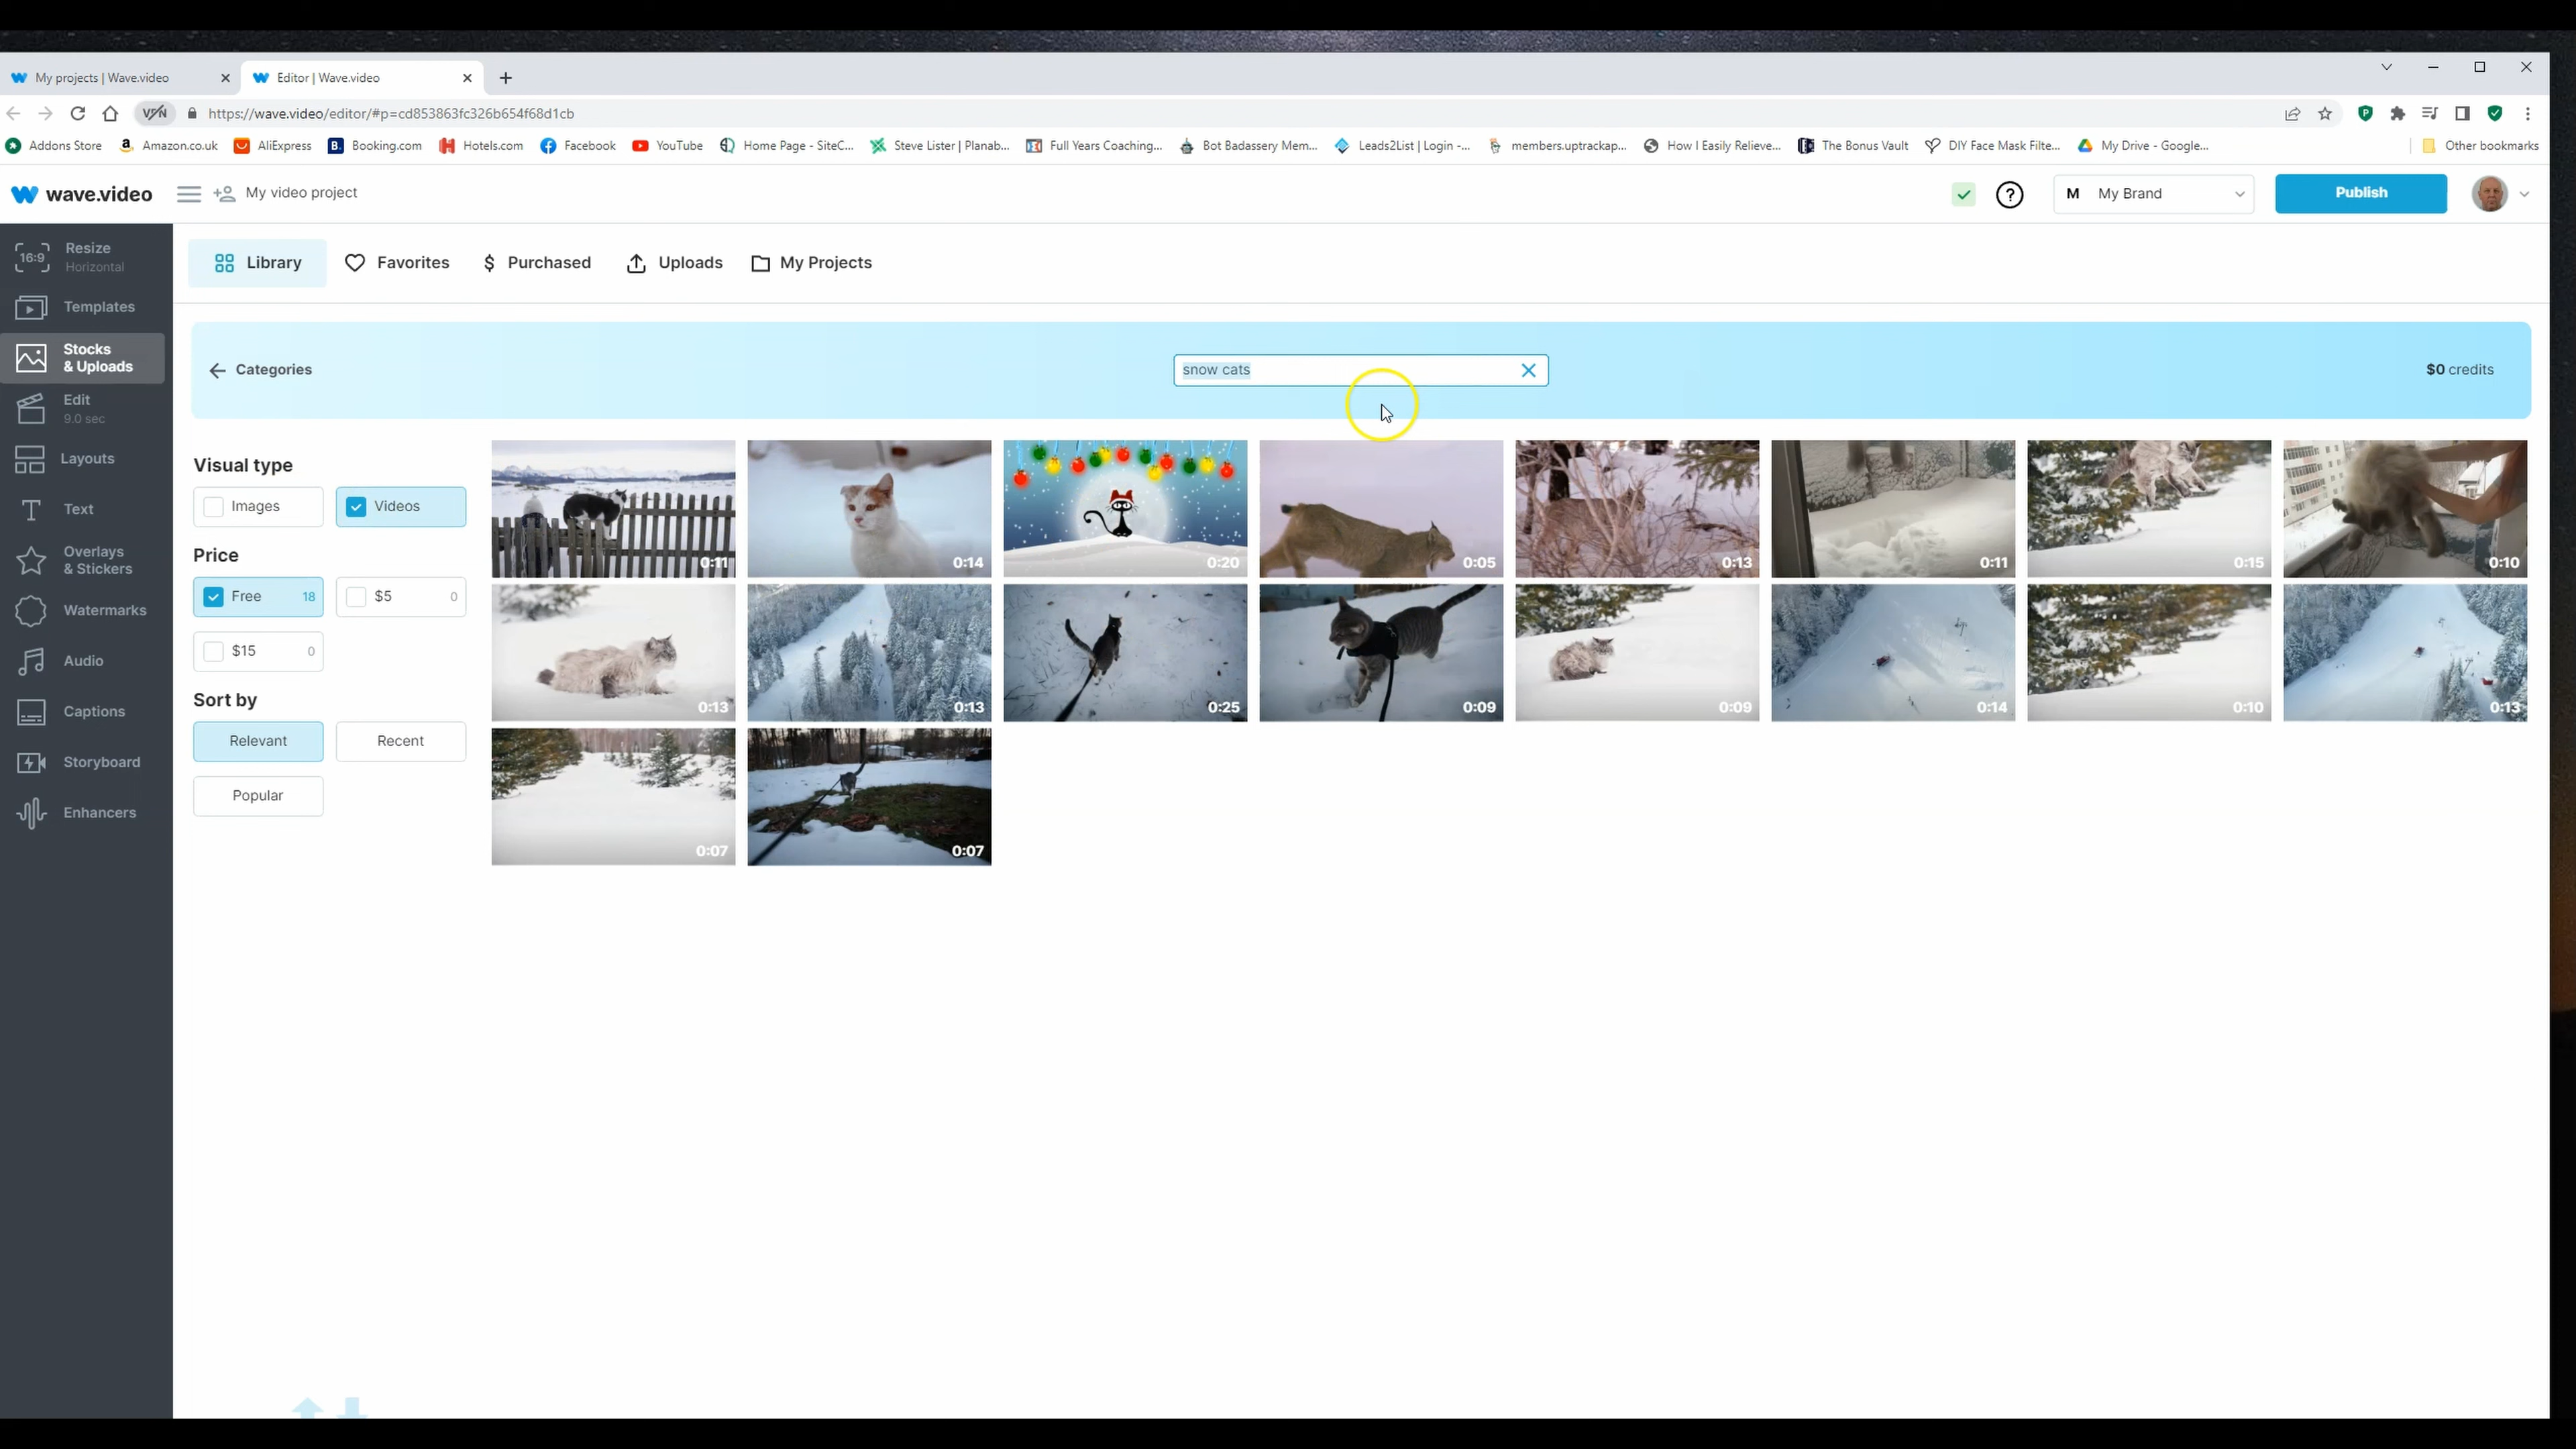 My projects | Wave.video
Editor | Wave.video
VPN
https://wave.video/editor/#p=cd853863fc326b654f68d1cb
Addons Store
Amazon.co.uk
AliExpress
B.
Booking.com
Hotels.com
Facebook
YouTube
Home Page - SiteC...
Steve Lister | Planab...
Full Years Coaching...
Bot Badassery Mem...
Leads2List | Login -...
members.uptrackap...
How I Easily Relieve...
The Bonus Vault
DIY Face Mask Filte...
My Drive - Google...
Other bookmarks
wave.video
My video project
?
M My Brand
Publish
16:9
Resize
Horizontal
Templates
Stocks
& Uploads
Edit
9.0 sec
Layouts
Text
Overlays
& Stickers
Watermarks
Audio
Captions
Storyboard
Enhancers
Library
Favorites
$ Purchased
Uploads
My Projects
Categories
snow cats
$0 credits
Visual type
Images
Videos
Price
Free 18
$5 0
$15 0
Sort by
Relevant
Recent
Popular
0:11
0:14
0:20
0:05
0:13
0:11
0:15
0:10
0:13
0:13
0:25
0:09
0:09
0:14
0:10
0:13
0:07
0:07